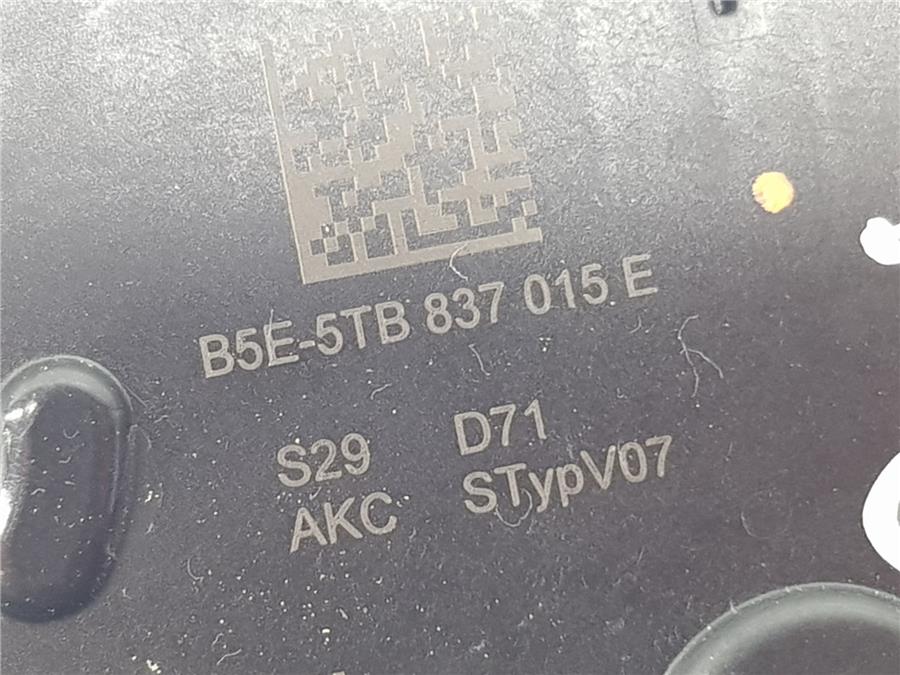 B5E-5TB 837 015 E
S29 D71
AKC STypV07